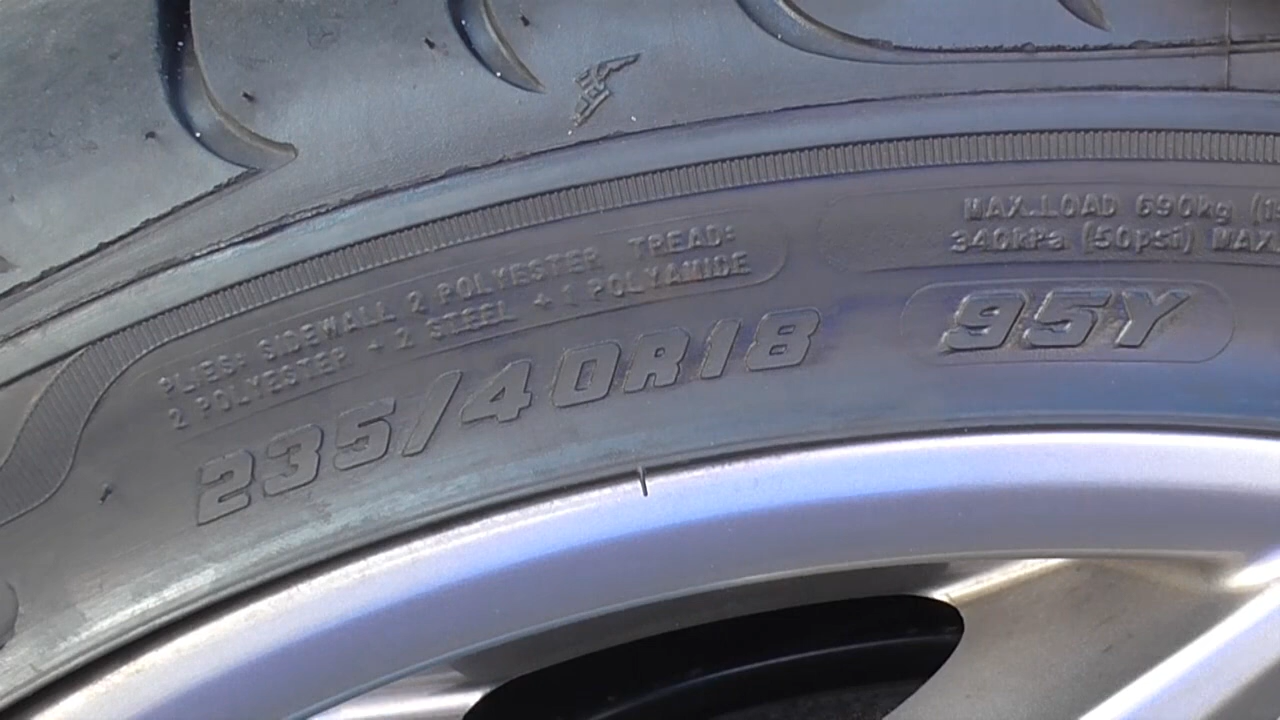 MAX.LOAD 690kg
340kPa (50psi) MAX
PLIES: SIDEWALL 2 POLYESTER TREAD:
2 POLYESTER + 2 STEEL + 1 POLYAMIDE
235/40R18
95Y